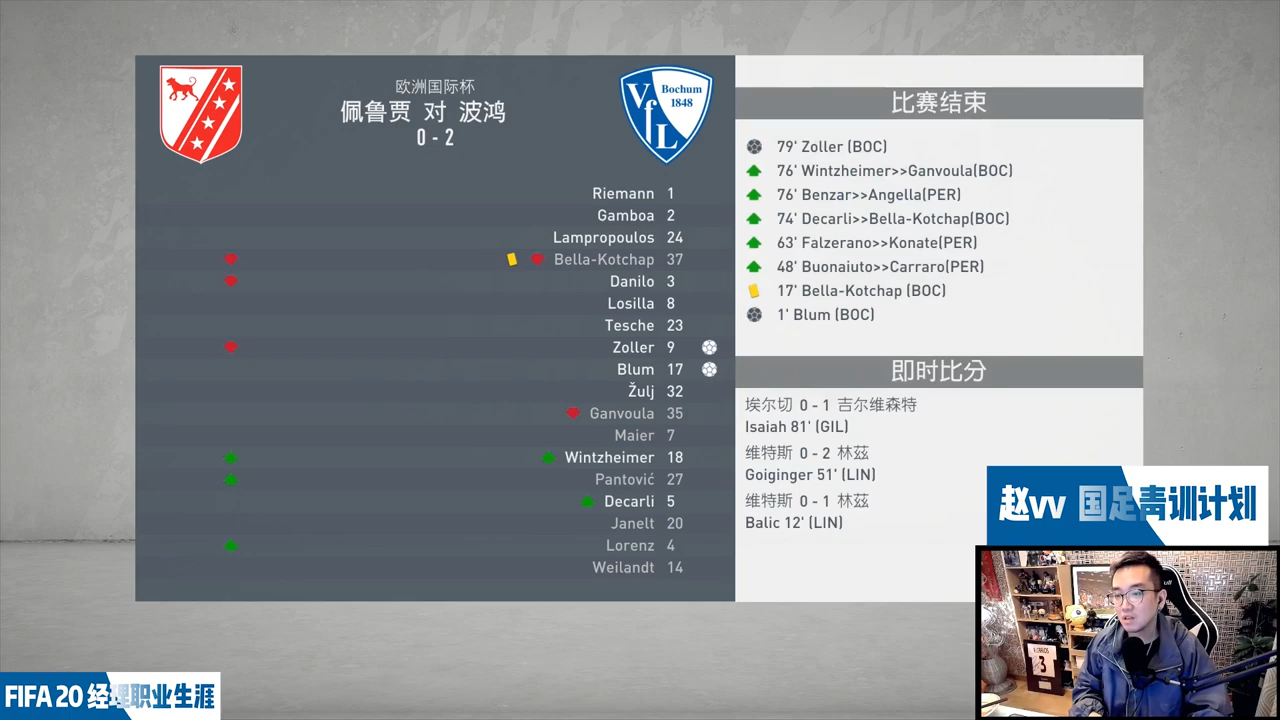 欧洲国际杯
佩鲁贾 对 波鸿
0 - 2
VfL
Bochum
1848
Riemann 1
Gamboa 2
Lampropoulos 24
Bella-Kotchap 37
Danilo 3
Losilla 8
Tesche 23
Zoller 9
Blum 17
Žulj 32
Ganvoula 35
Maier 7
Wintzheimer 18
Pantović 27
Decarli 5
Janelt 20
Lorenz 4
Weilandt 14
比赛结束
79' Zoller (BOC)
76' Wintzheimer>>Ganvoula(BOC)
76' Benzar>>Angella(PER)
74' Decarli>>Bella-Kotchap(BOC)
63' Falzerano>>Konate(PER)
48' Buonaiuto>>Carraro(PER)
17' Bella-Kotchap (BOC)
1' Blum (BOC)
即时比分
埃尔切 0 - 1 吉尔维森特
Isaiah 81' (GIL)
维特斯 0 - 2 林茲
Goiginger 51' (LIN)
维特斯 0 - 1 林茲
Balic 12' (LIN)
赵vv 国足青训计划
R.CARLOS
3
FIFA 20 经理职业生涯